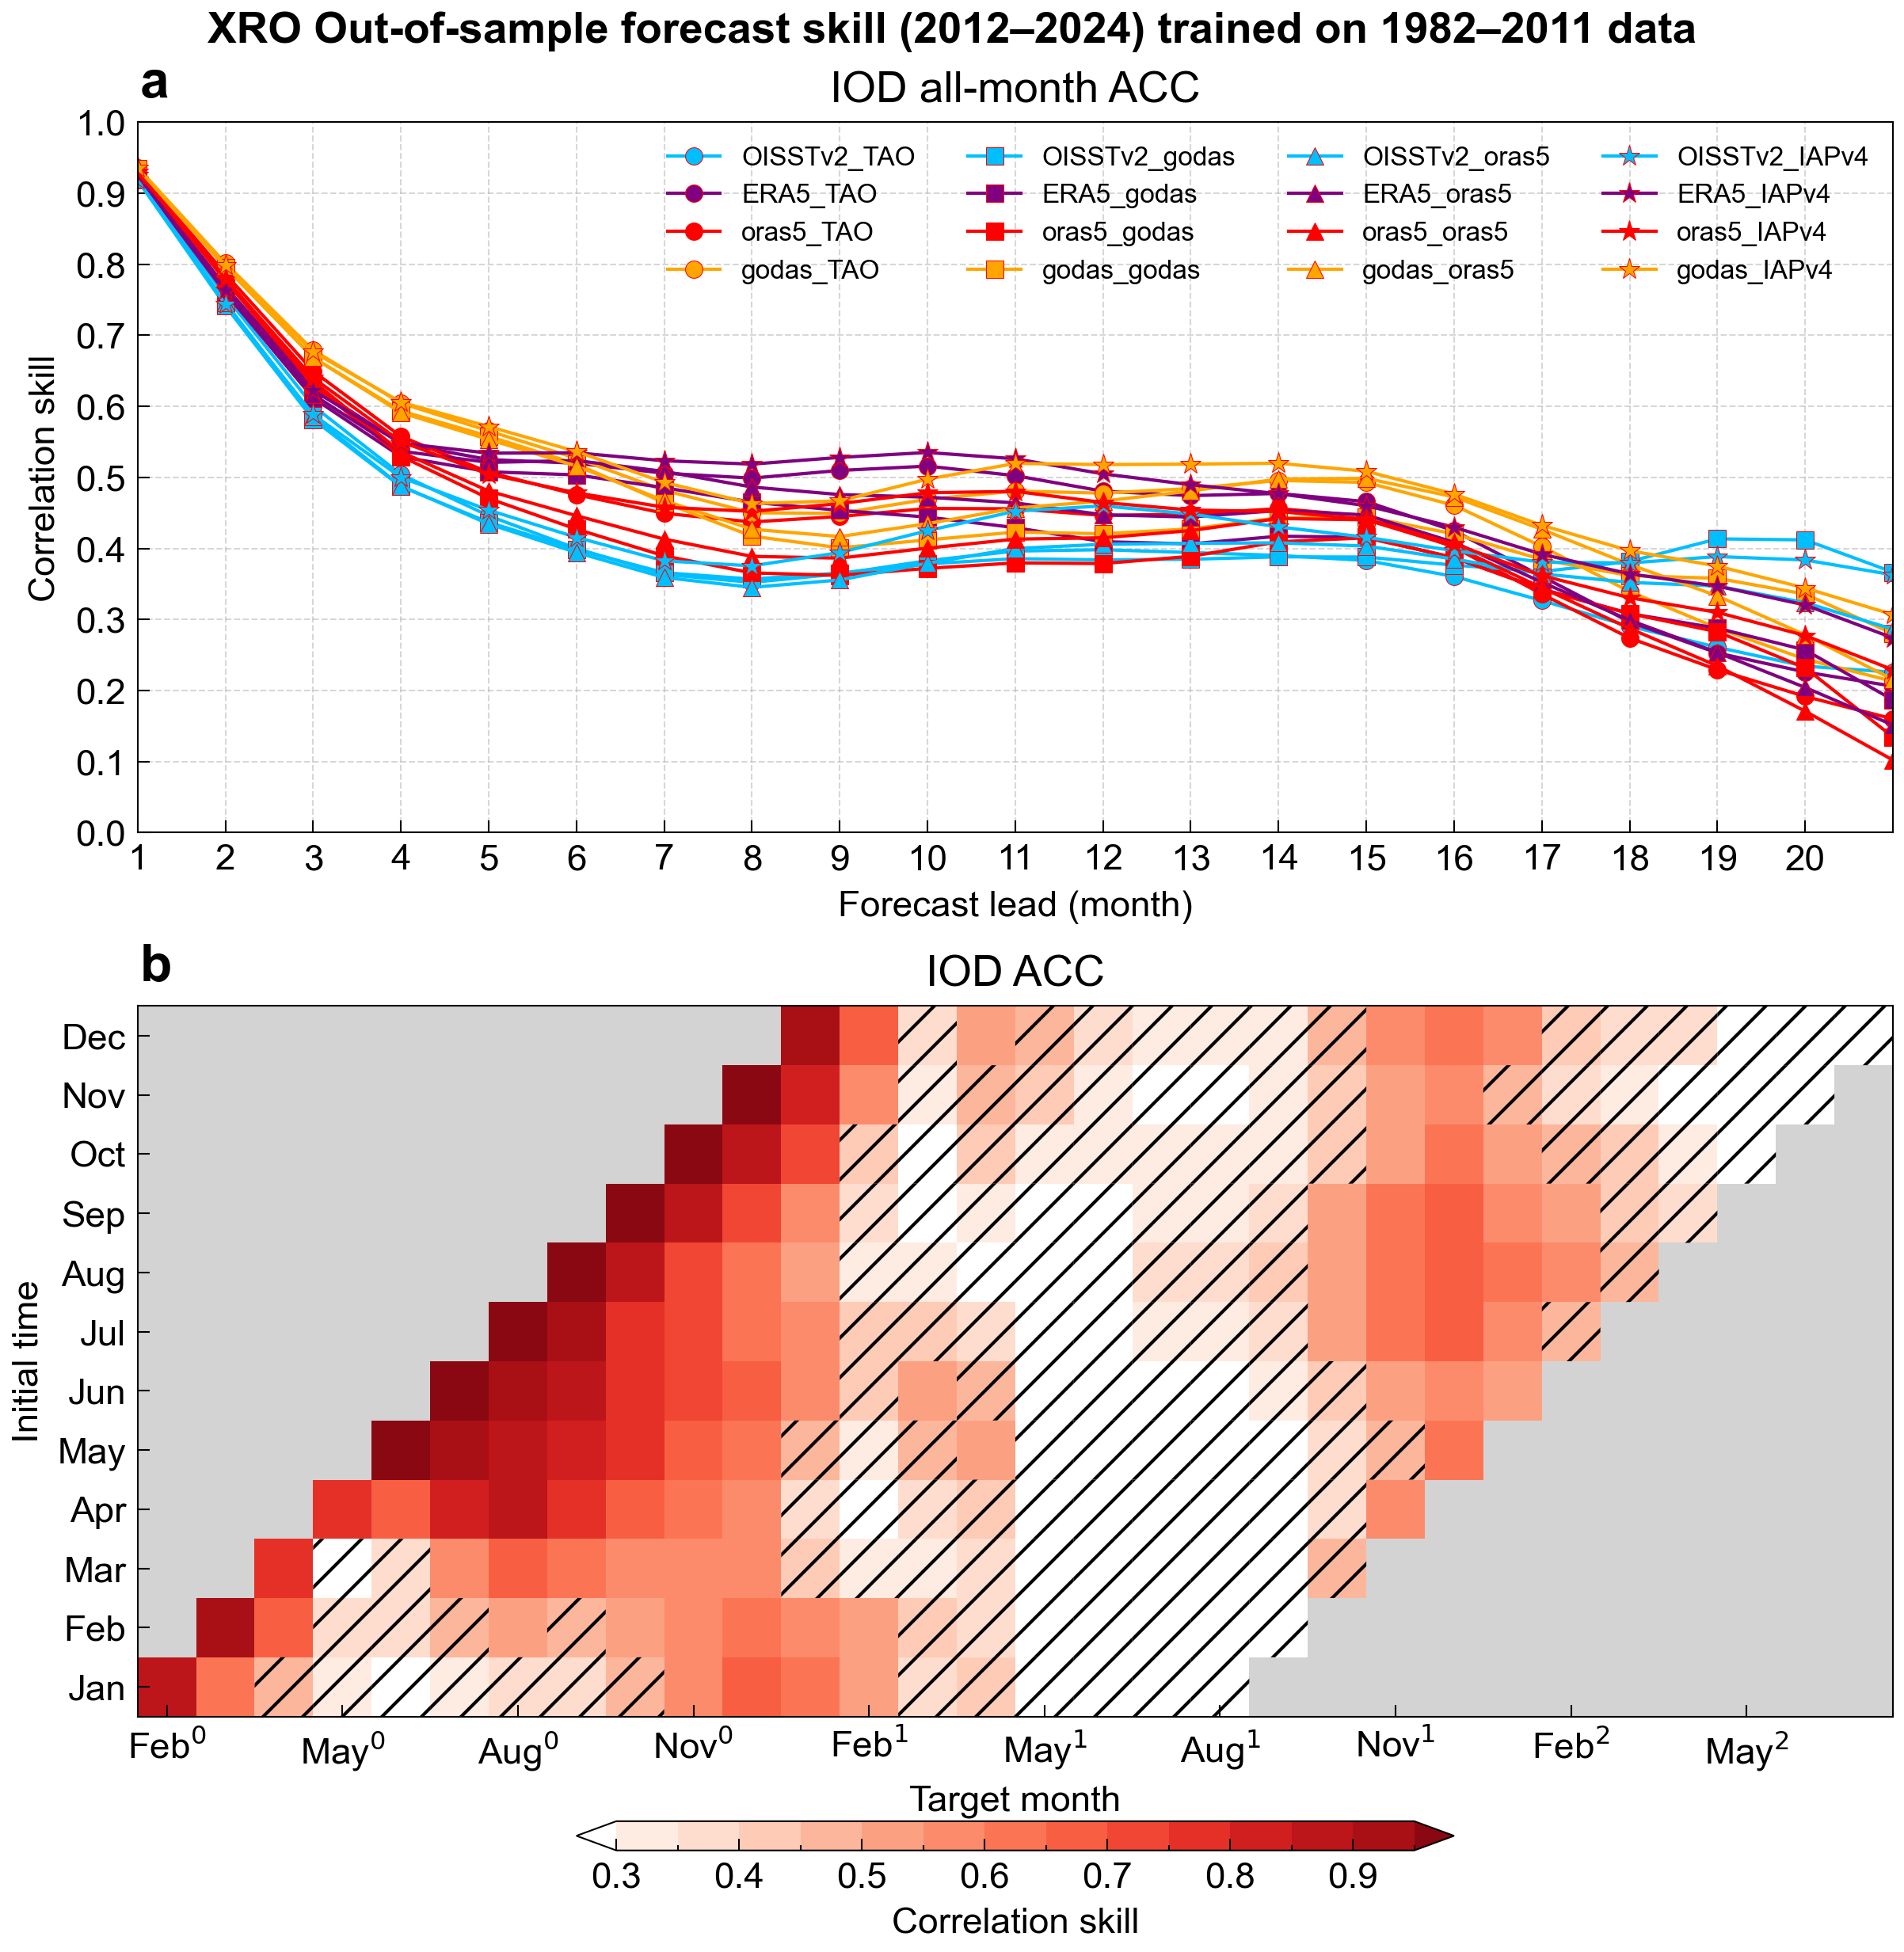 XRO Out-of-sample forecast skill (2012–2024) trained on 1982–2011 data
a
IOD all-month ACC
1.0
0.9
0.8
0.7
0.6
0.5
0.4
0.3
0.2
0.1
0.0
Correlation skill
OISSTv2_TAO OISSTv2_godas OISSTv2_oras5 OISSTv2_IAPv4
ERA5_TAO ERA5_godas ERA5_oras5 ERA5_IAPv4
oras5_TAO oras5_godas oras5_oras5 oras5_IAPv4
godas_TAO godas_godas godas_oras5 godas_IAPv4
1 2 3 4 5 6 7 8 9 10 11 12 13 14 15 16 17 18 19 20
Forecast lead (month)
b
IOD ACC
Dec
Nov
Oct
Sep
Aug
Jul
Jun
May
Apr
Mar
Feb
Jan
Initial time
Feb⁰ May⁰ Aug⁰ Nov⁰ Feb¹ May¹ Aug¹ Nov¹ Feb² May²
Target month
0.3 0.4 0.5 0.6 0.7 0.8 0.9
Correlation skill